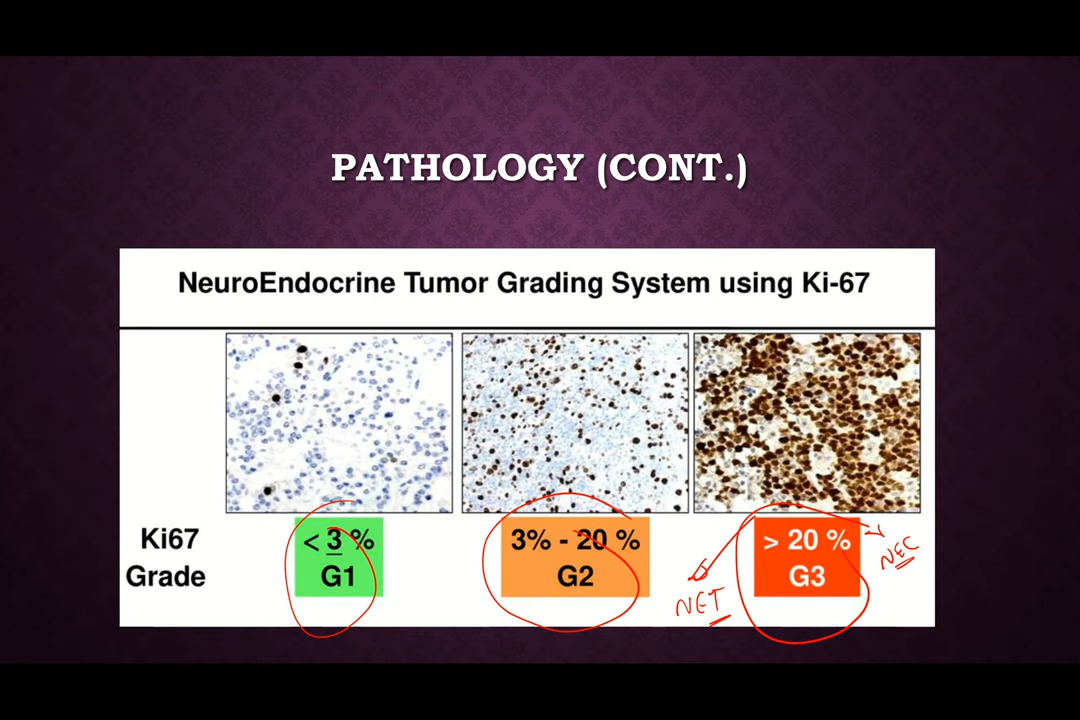 PATHOLOGY (CONT.)
NeuroEndocrine Tumor Grading System using Ki-67
Ki67 < 3 % 3% - 20 % > 20 %
Grade G1 G2 G3
NET
NEC